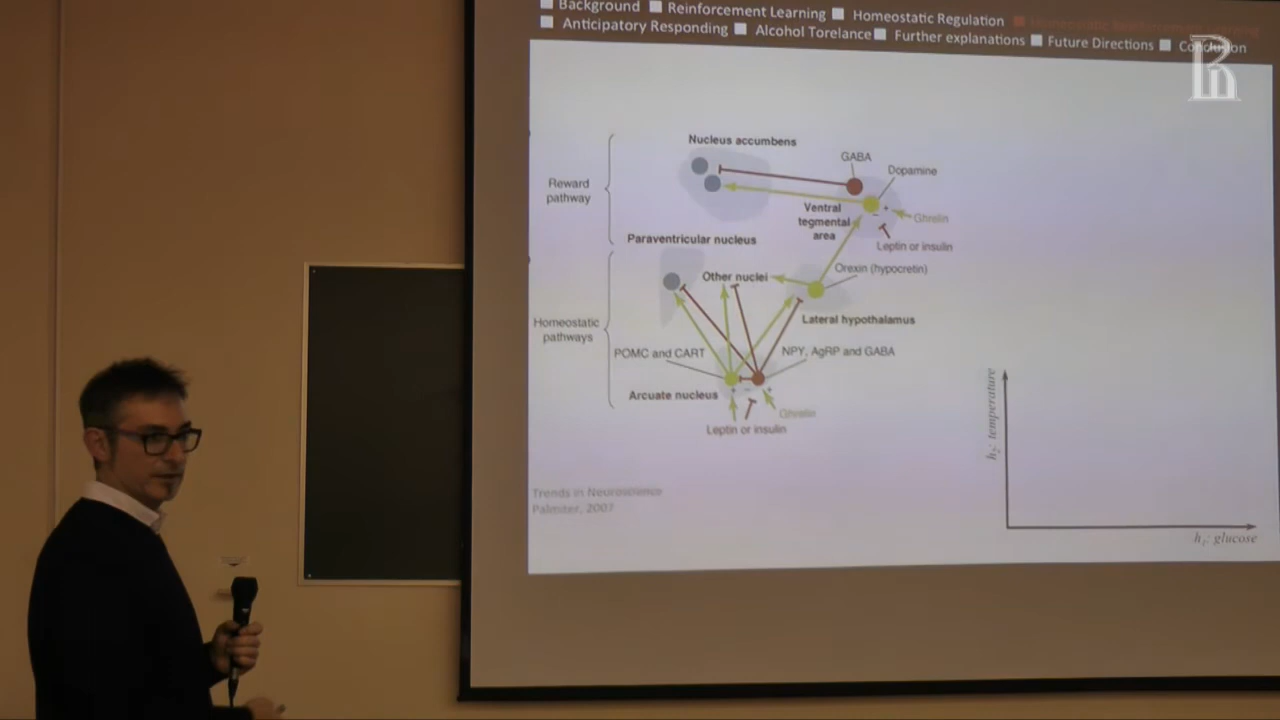 Background Reinforcement Learning Homeostatic Regulation
Anticipatory Responding Alcohol Torelance Further explanations Future Directions Conclusion
Nucleus accumbens
GABA
Dopamine
Reward
pathway
Ventral
tegmental
area
Ghrelin
Leptin or insulin
Paraventricular nucleus
Other nuclei
Orexin (hypocretin)
Lateral hypothalamus
Homeostatic
pathways
POMC and CART
NPY, AgRP and GABA
Arcuate nucleus
Ghrelin
Leptin or insulin
Trends in Neuroscience
Palmiter, 2007
h₂: temperature
h₁: glucose